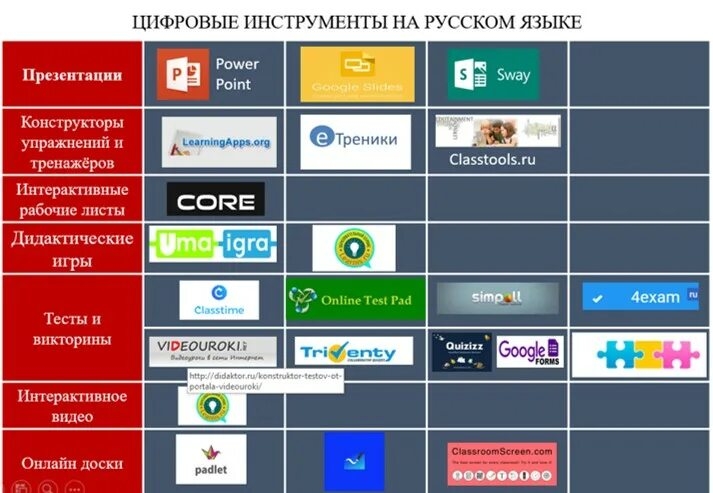 ЦИФРОВЫЕ ИНСТРУМЕНТЫ НА РУССКОМ ЯЗЫКЕ
Презентации
Power
Point
Google Slides
Sway
Конструкторы
упражнений и
тренажёров
LearningApps.org
еТреники
Classtools.ru
Интерактивные
рабочие листы
CORE
Дидактические
игры
Uma igra
Тесты и
викторины
Classtime
Online Test Pad
simpoll
4exam ru
VIDEOUROKI
Видеоуроки в сети Интернет
Triventy
Quizizz
Google
FORMS
http://didaktor.ru/konstruktor-testov-ot-
portala-videouroki/
Интерактивное
видео
Онлайн доски
padlet
ClassroomScreen.com